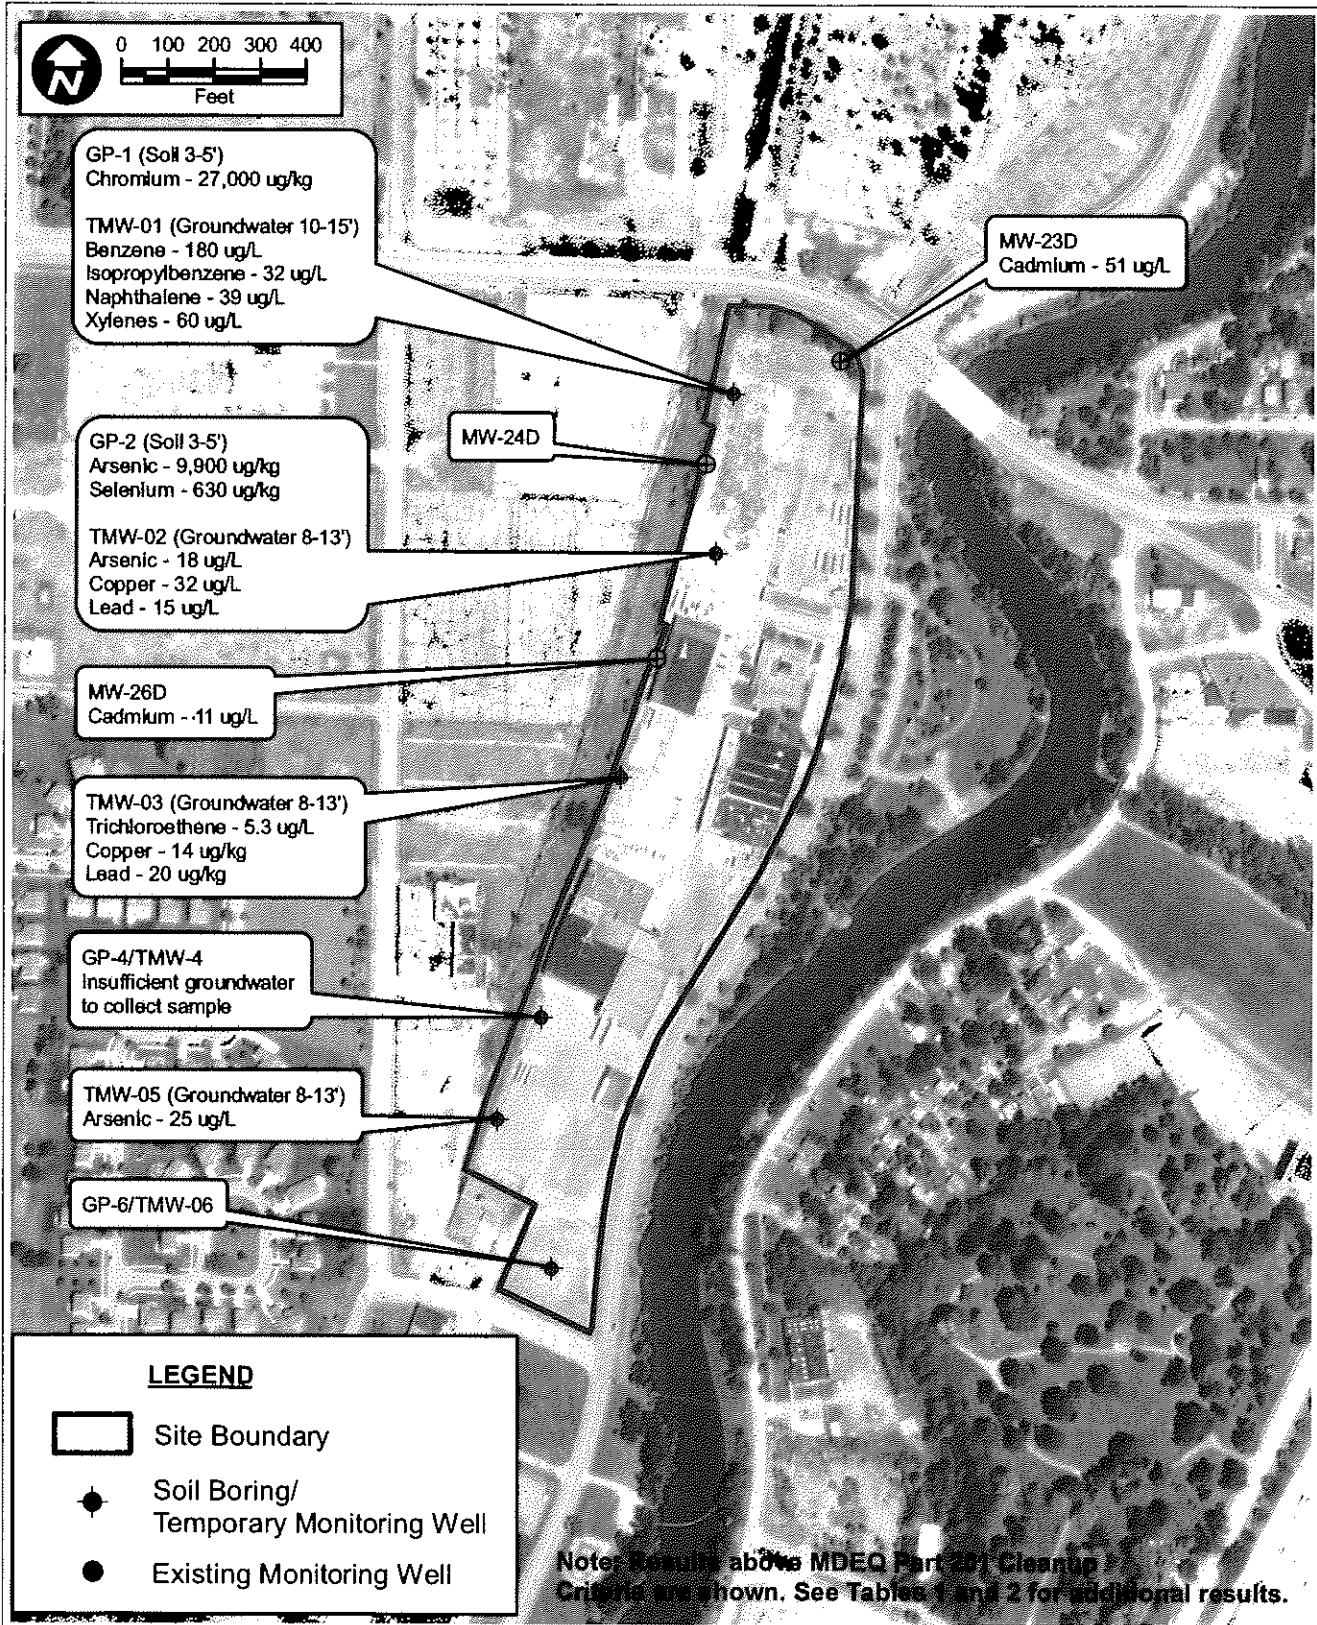 N
0 100 200 300 400
Feet
GP-1 (Soil 3-5')
Chromium - 27,000 ug/kg
TMW-01 (Groundwater 10-15')
Benzene - 180 ug/L
Isopropylbenzene - 32 ug/L
Naphthalene - 39 ug/L
Xylenes - 60 ug/L
MW-23D
Cadmium - 51 ug/L
MW-24D
GP-2 (Soil 3-5')
Arsenic - 9,900 ug/kg
Selenium - 630 ug/kg
TMW-02 (Groundwater 8-13')
Arsenic - 18 ug/L
Copper - 32 ug/L
Lead - 15 ug/L
MW-26D
Cadmium - 11 ug/L
TMW-03 (Groundwater 8-13')
Trichloroethene - 5.3 ug/L
Copper - 14 ug/kg
Lead - 20 ug/kg
GP-4/TMW-4
Insufficient groundwater
to collect sample
TMW-05 (Groundwater 8-13')
Arsenic - 25 ug/L
GP-6/TMW-06
LEGEND
Site Boundary
Soil Boring/
Temporary Monitoring Well
Existing Monitoring Well
Note: Results above MDEQ Part 201 Cleanup
Criteria are shown. See Tables 1 and 2 for additional results.